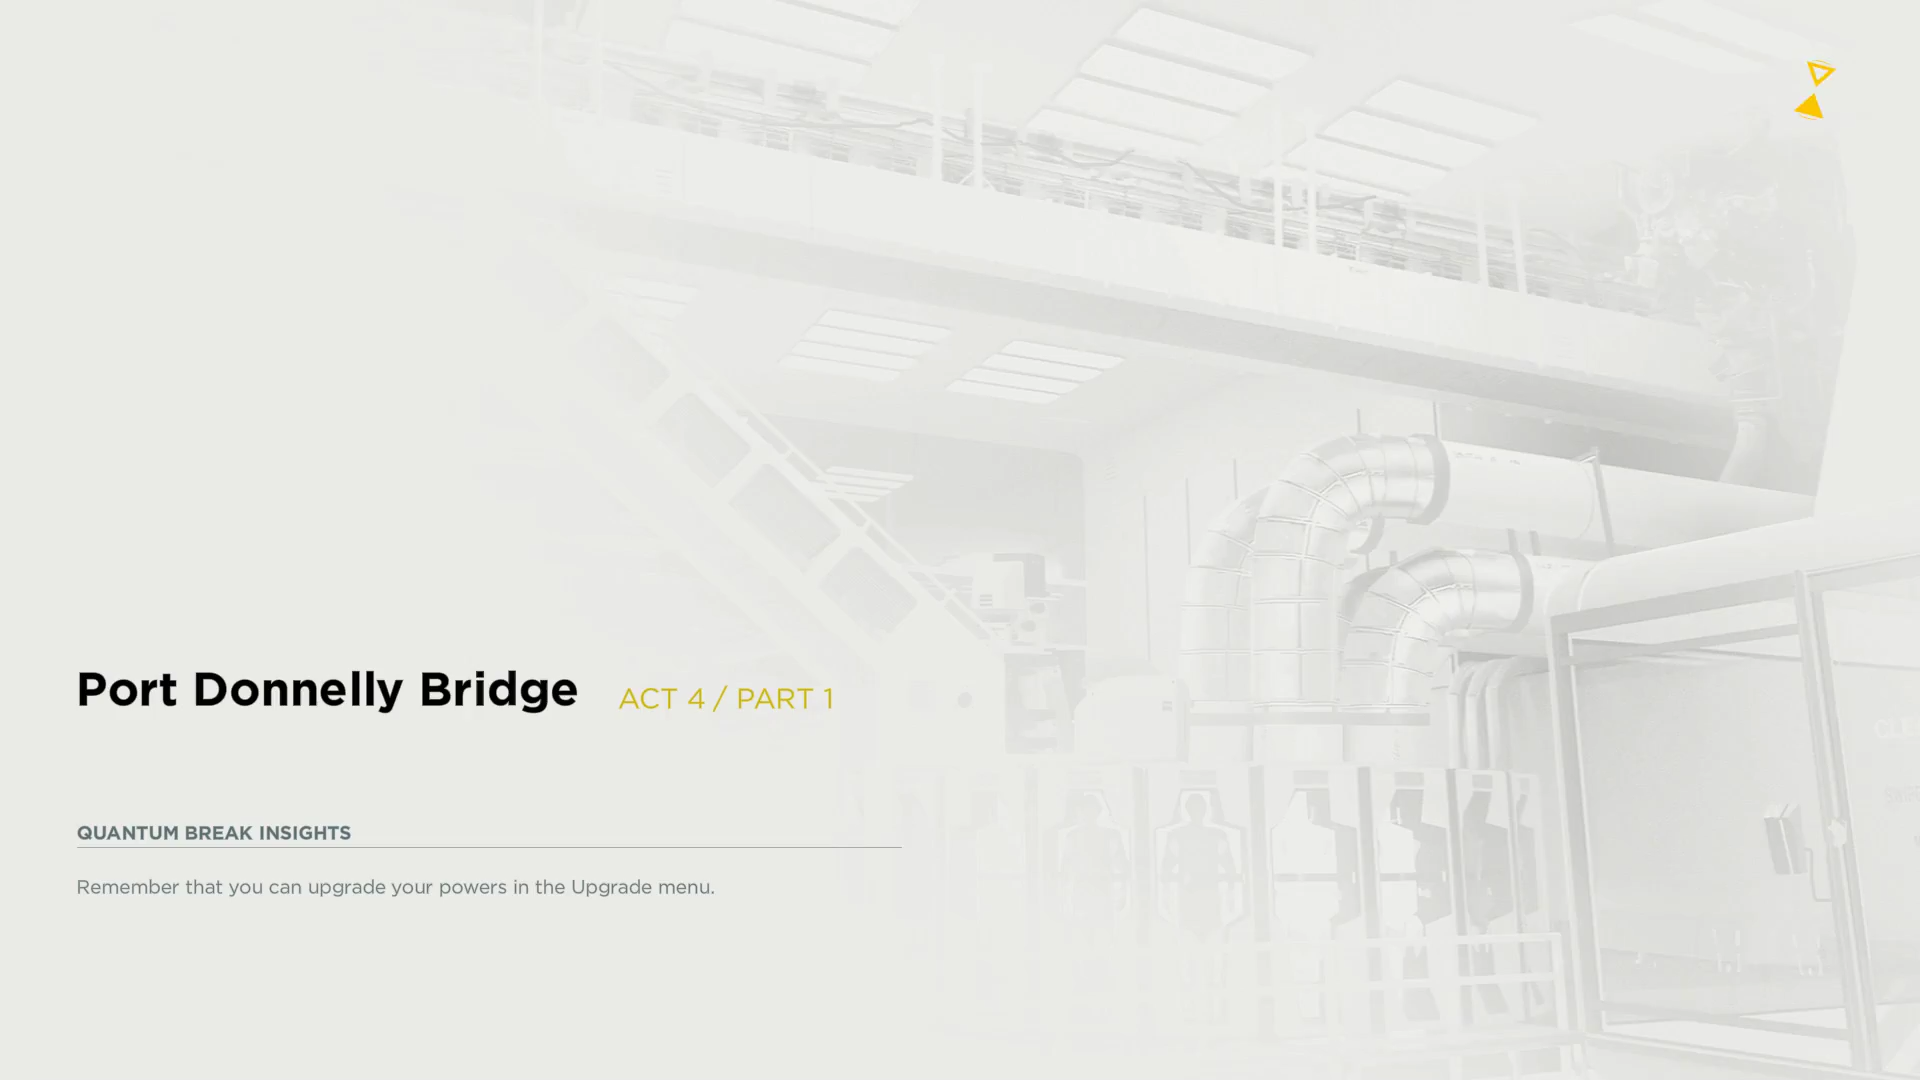 Port Donnelly Bridge ACT 4 / PART 1
QUANTUM BREAK INSIGHTS
Remember that you can upgrade your powers in the Upgrade menu.